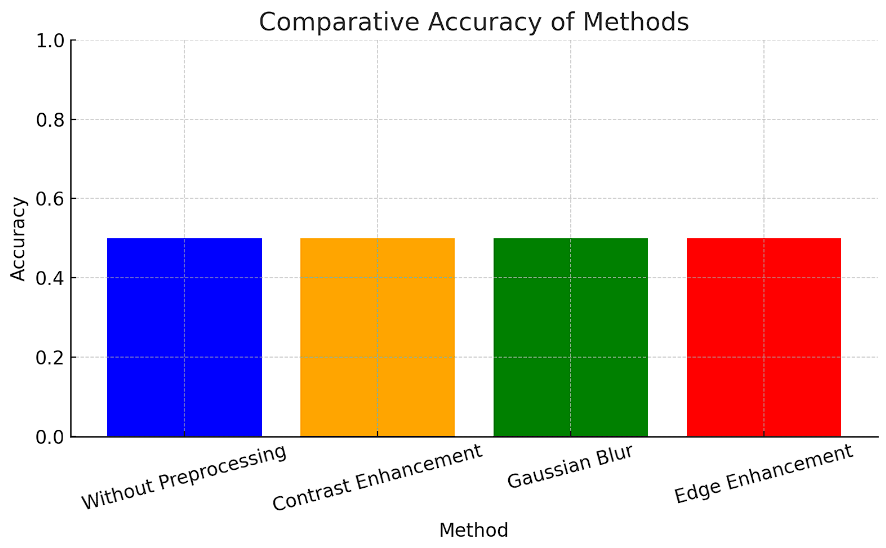 Comparative Accuracy of Methods
1.0
0.8
0.6
0.4
0.2
0.0
Accuracy
Without Preprocessing
Contrast Enhancement
Gaussian Blur
Edge Enhancement
Method